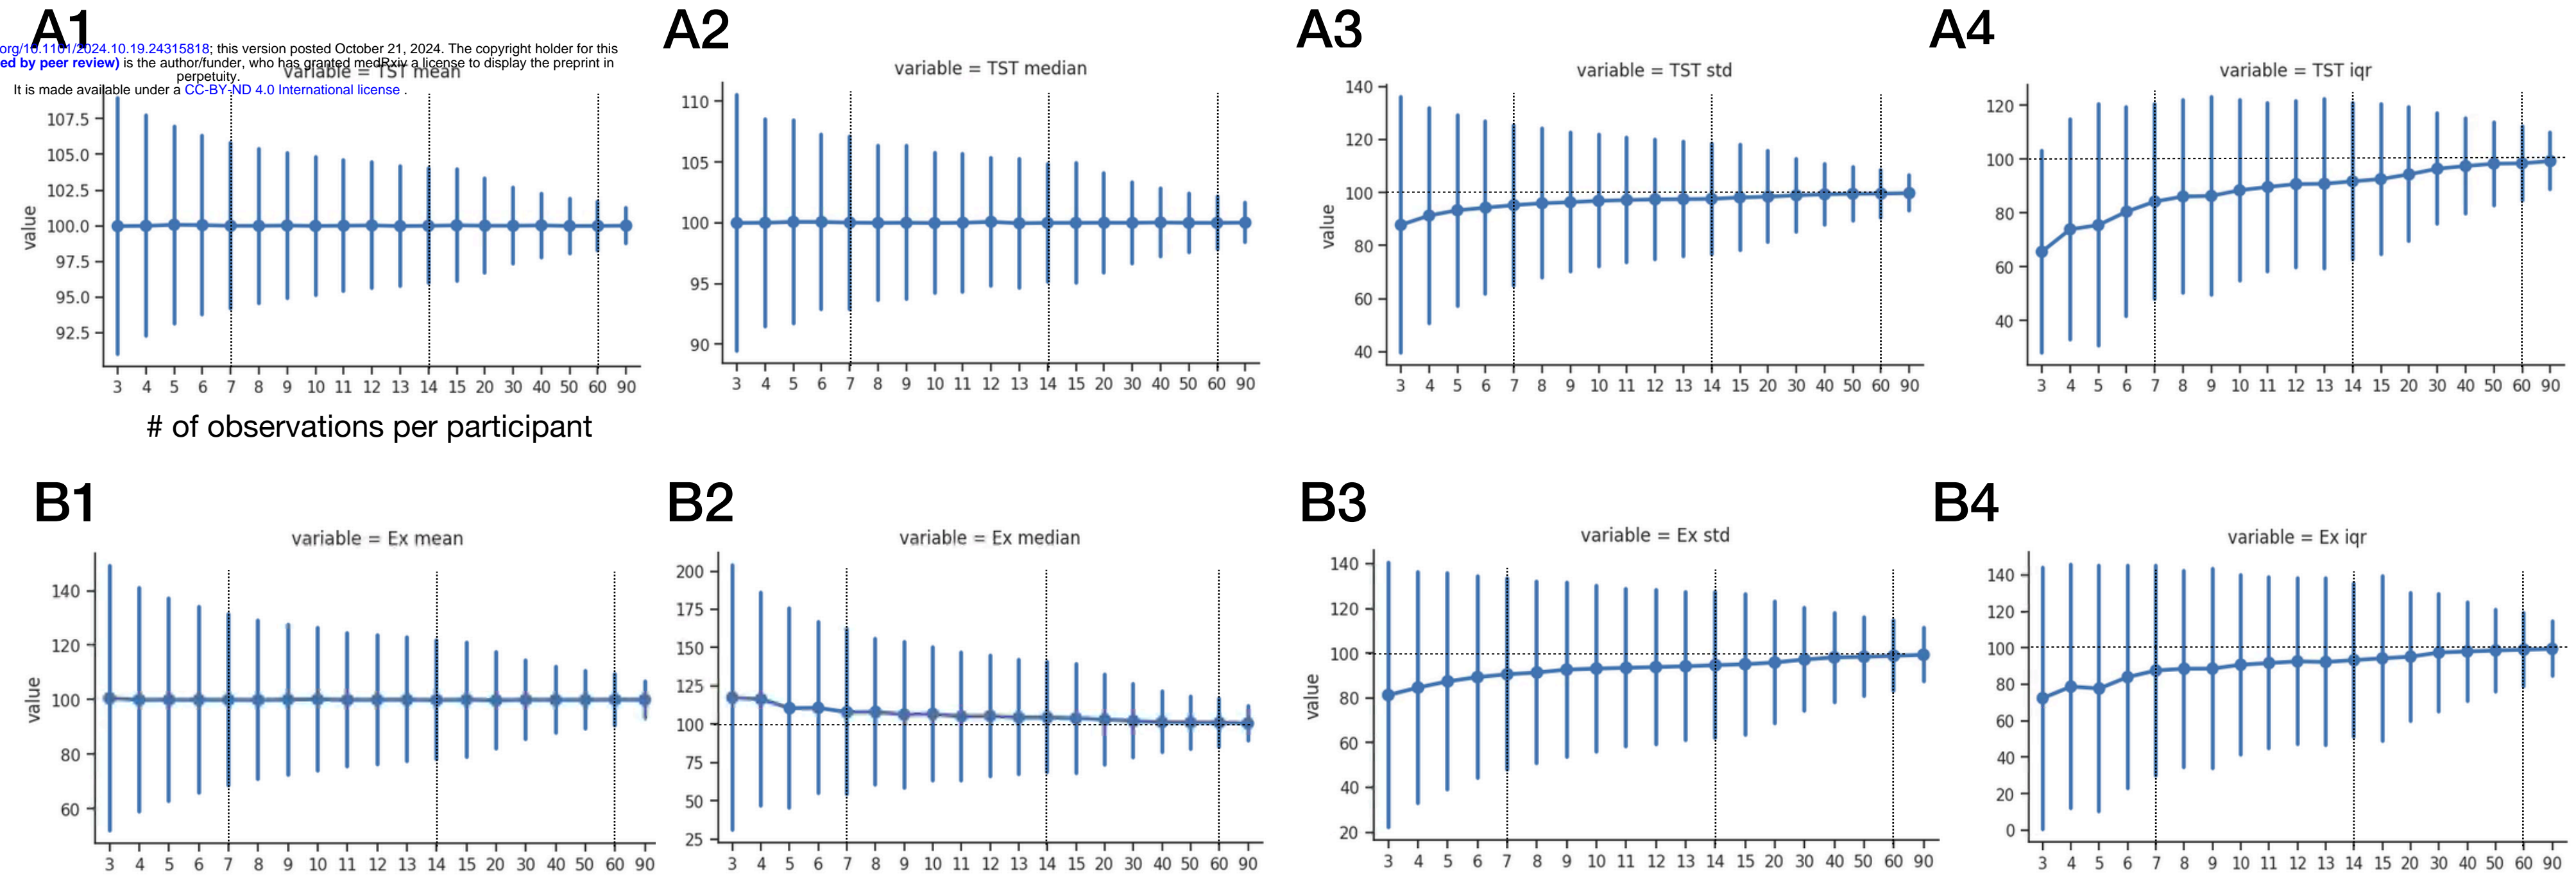 A1
A2
A3
A4
org/10.1101/2024.10.19.24315818; this version posted October 21, 2024. The copyright holder for this
ed by peer review) is the author/funder, who has granted medRxiv a license to display the preprint in
perpetuity.
It is made available under a CC-BY-ND 4.0 International license .
variable = TST mean
value
107.5
105.0
102.5
100.0
97.5
95.0
92.5
3 4 5 6 7 8 9 10 11 12 13 14 15 20 30 40 50 60 90
# of observations per participant
variable = TST median
110
105
100
95
90
3 4 5 6 7 8 9 10 11 12 13 14 15 20 30 40 50 60 90
variable = TST std
value
140
120
100
80
60
40
3 4 5 6 7 8 9 10 11 12 13 14 15 20 30 40 50 60 90
variable = TST iqr
120
100
80
60
40
3 4 5 6 7 8 9 10 11 12 13 14 15 20 30 40 50 60 90
B1
B2
B3
B4
variable = Ex mean
value
140
120
100
80
60
3 4 5 6 7 8 9 10 11 12 13 14 15 20 30 40 50 60 90
variable = Ex median
200
175
150
125
100
75
50
25
3 4 5 6 7 8 9 10 11 12 13 14 15 20 30 40 50 60 90
variable = Ex std
value
140
120
100
80
60
40
20
3 4 5 6 7 8 9 10 11 12 13 14 15 20 30 40 50 60 90
variable = Ex iqr
140
120
100
80
60
40
20
0
3 4 5 6 7 8 9 10 11 12 13 14 15 20 30 40 50 60 90